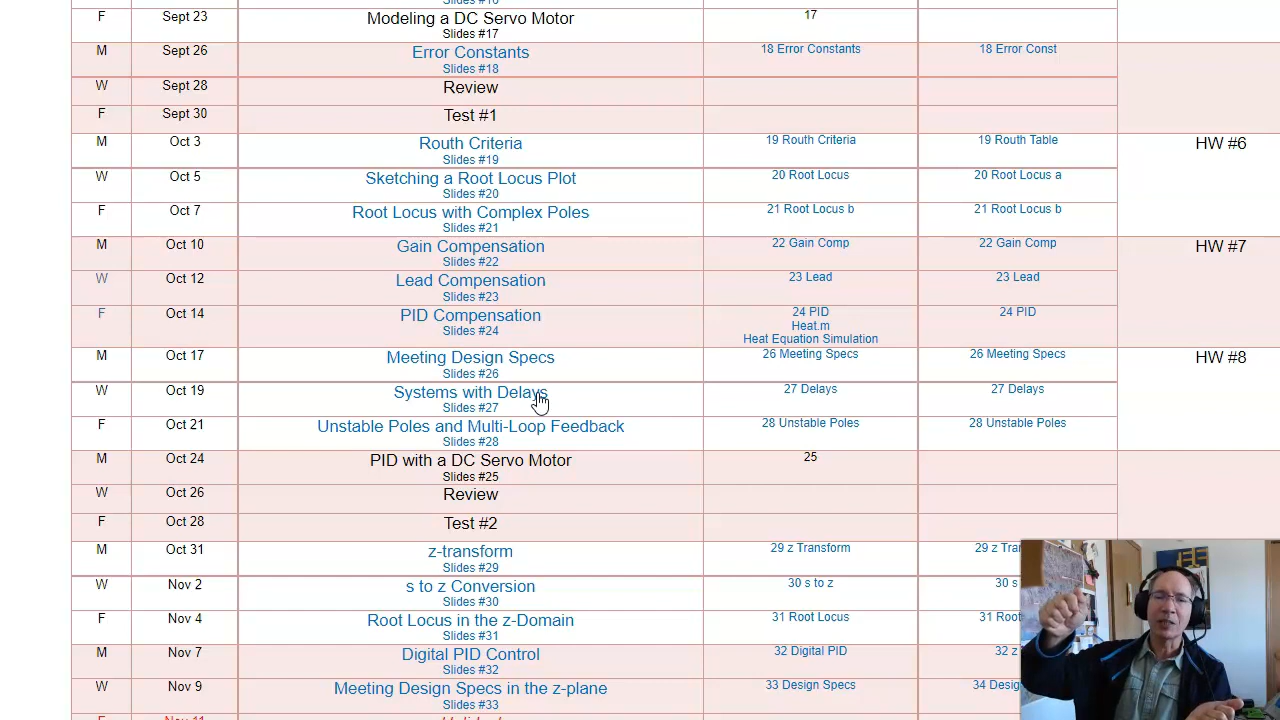 F Sept 23 Modeling a DC Servo Motor 17
Slides #17
M Sept 26 Error Constants 18 Error Constants 18 Error Const
Slides #18
W Sept 28 Review
F Sept 30 Test #1
M Oct 3 Routh Criteria 19 Routh Criteria 19 Routh Table HW #6
Slides #19
W Oct 5 Sketching a Root Locus Plot 20 Root Locus 20 Root Locus a
Slides #20
F Oct 7 Root Locus with Complex Poles 21 Root Locus b 21 Root Locus b
Slides #21
M Oct 10 Gain Compensation 22 Gain Comp 22 Gain Comp HW #7
Slides #22
W Oct 12 Lead Compensation 23 Lead 23 Lead
Slides #23
F Oct 14 PID Compensation 24 PID 24 PID
Slides #24 Heat.m
Heat Equation Simulation
M Oct 17 Meeting Design Specs 26 Meeting Specs 26 Meeting Specs HW #8
Slides #26
W Oct 19 Systems with Delays 27 Delays 27 Delays
Slides #27
F Oct 21 Unstable Poles and Multi-Loop Feedback 28 Unstable Poles 28 Unstable Poles
Slides #28
M Oct 24 PID with a DC Servo Motor 25
Slides #25
W Oct 26 Review
F Oct 28 Test #2
M Oct 31 z-transform 29 z Transform 29 z Tra
Slides #29
W Nov 2 s to z Conversion 30 s to z 30 s
Slides #30
F Nov 4 Root Locus in the z-Domain 31 Root Locus 31 Root
Slides #31
M Nov 7 Digital PID Control 32 Digital PID 32 z
Slides #32
W Nov 9 Meeting Design Specs in the z-plane 33 Design Specs 34 Desig
Slides #33